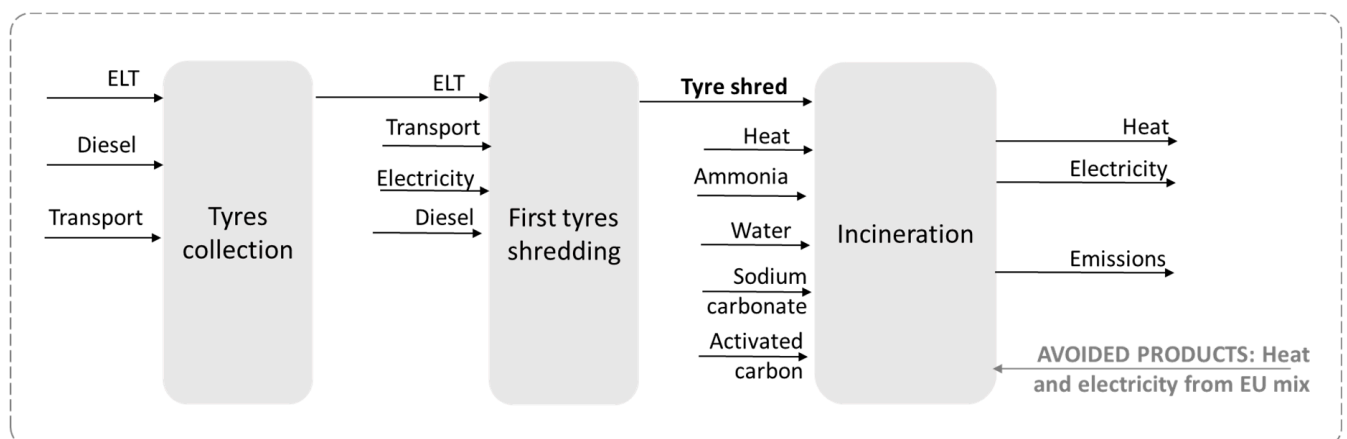 ELT
Diesel
Transport
Tyres
collection
ELT
Transport
Electricity
Diesel
First tyres
shredding
Tyre shred
Heat
Ammonia
Water
Sodium
carbonate
Activated
carbon
Incineration
Heat
Electricity
Emissions
AVOIDED PRODUCTS: Heat
and electricity from EU mix